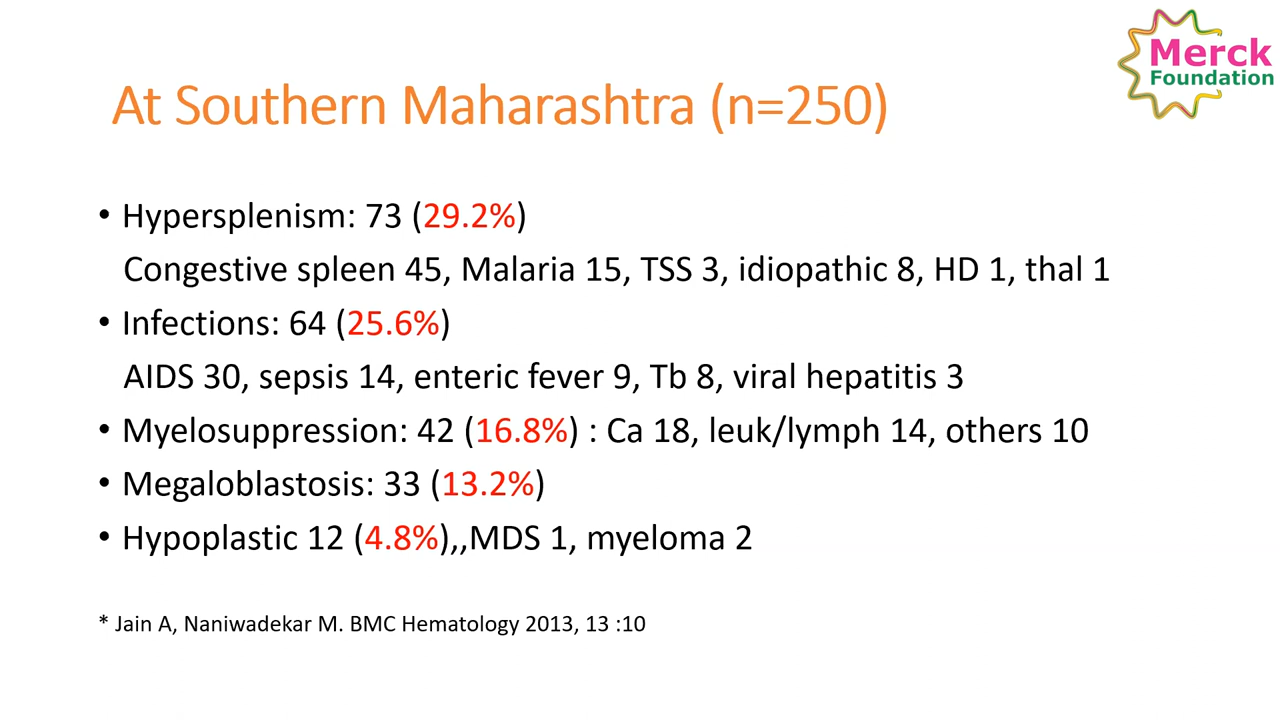 Merck
Foundation
At Southern Maharashtra (n=250)
• Hypersplenism: 73 (29.2%)
Congestive spleen 45, Malaria 15, TSS 3, idiopathic 8, HD 1, thal 1
• Infections: 64 (25.6%)
AIDS 30, sepsis 14, enteric fever 9, Tb 8, viral hepatitis 3
• Myelosuppression: 42 (16.8%) : Ca 18, leuk/lymph 14, others 10
• Megaloblastosis: 33 (13.2%)
• Hypoplastic 12 (4.8%),,MDS 1, myeloma 2
* Jain A, Naniwadekar M. BMC Hematology 2013, 13 :10